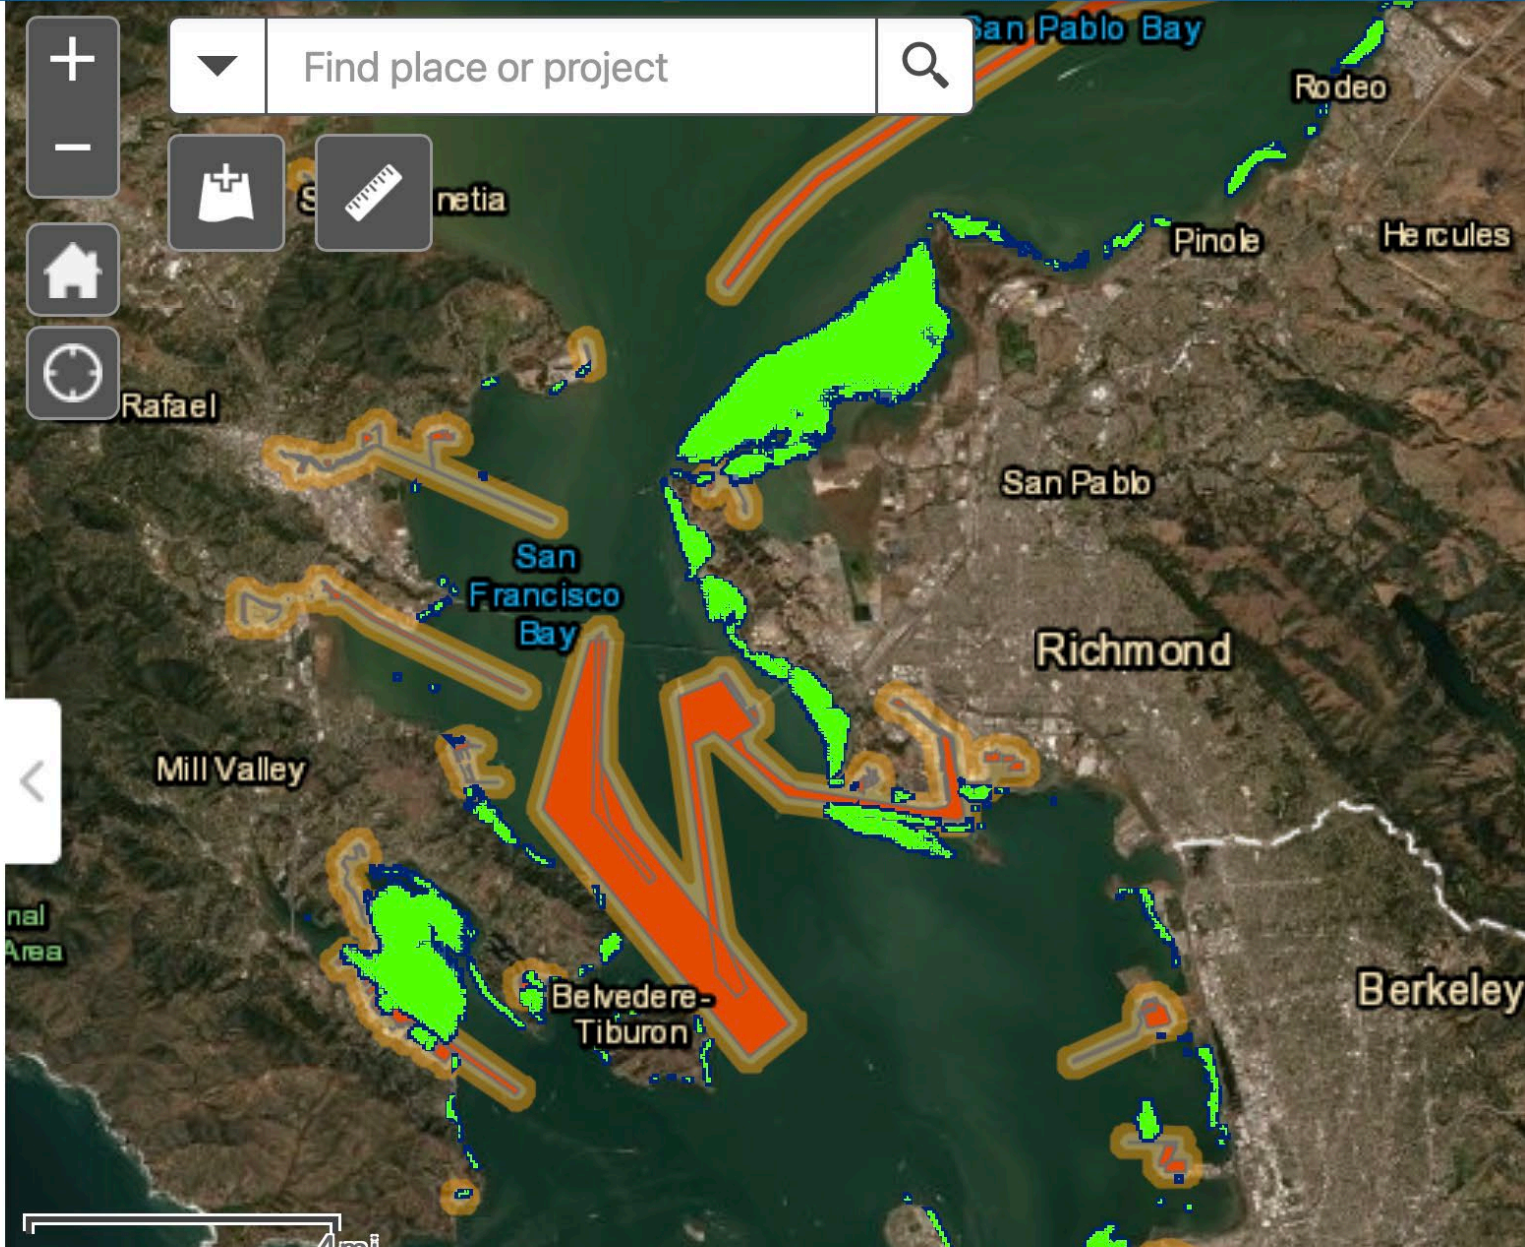 San Pablo Bay
Find place or project
Rodeo
netia
Pinole
Hercules
Rafael
San Pablo
San
Francisco
Bay
Richmond
Mill Valley
nal
Area
Belvedere-
Tiburon
Berkeley
4mi